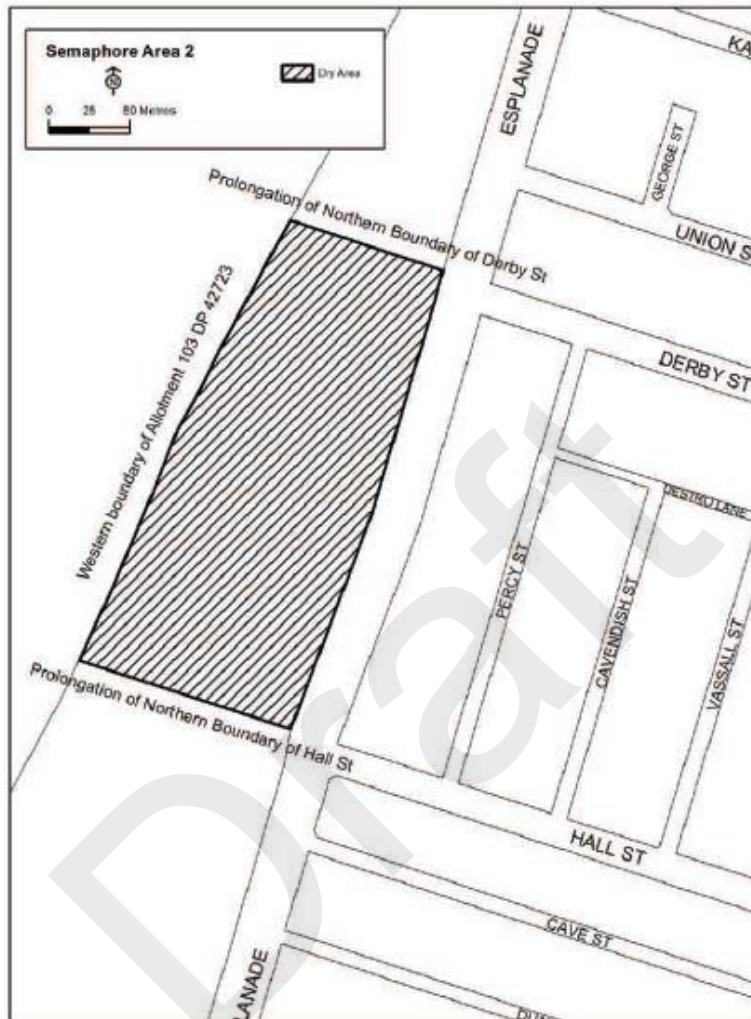 Semaphore Area 2
Dry Area
0 25 50 Metres
ESPLANADE
GEORGE ST
Prolongation of Northern Boundary of Derby St
UNION S
Western boundary of Allotment 103 DP 42723
DERBY ST
DESTRO LANE
PERCY ST
CAVENDISH ST
VASSALL ST
Prolongation of Northern Boundary of Hall St
HALL ST
CAVE ST
LANADE
Draft